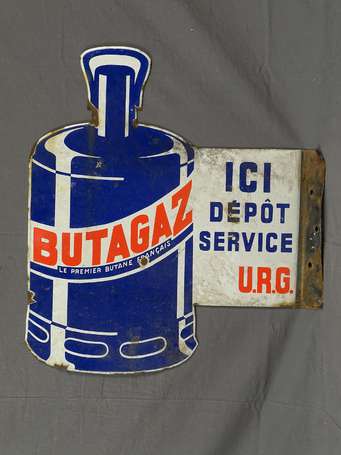 BUTAGAZ
LE PREMIER BUTANE FRANÇAIS
ICI
DÉPÔT
SERVICE
U.R.G.